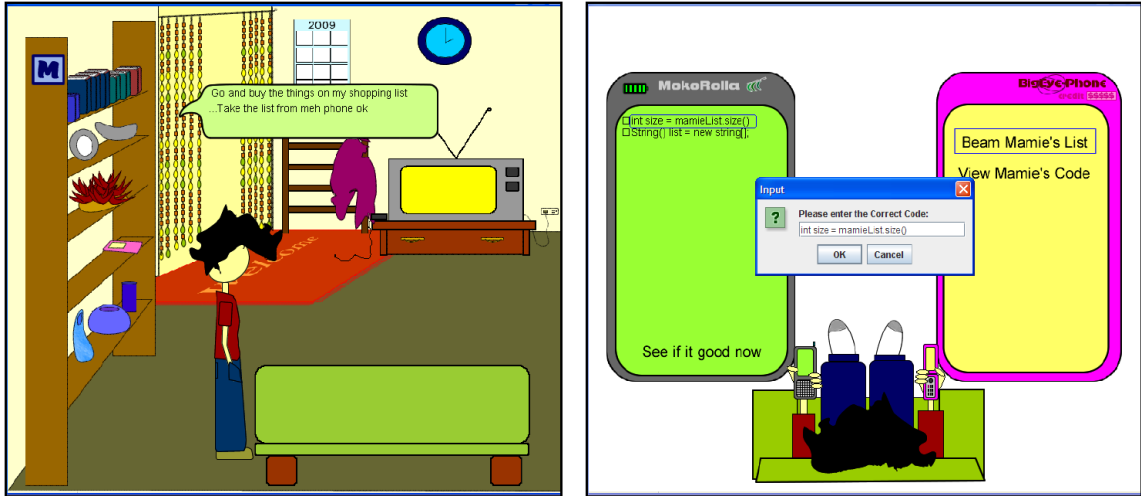 2009
M
Go and buy the things on my shopping list
...Take the list from meh phone ok
Welcome
MokoRolla
int size = mamieList.size()
String() list = new string[];
See if it good now
BigEye-Phone
credit $$$$$
Beam Mamie's List
View Mamie's Code
Input
Please enter the Correct Code:
int size = mamieList.size()
OK
Cancel